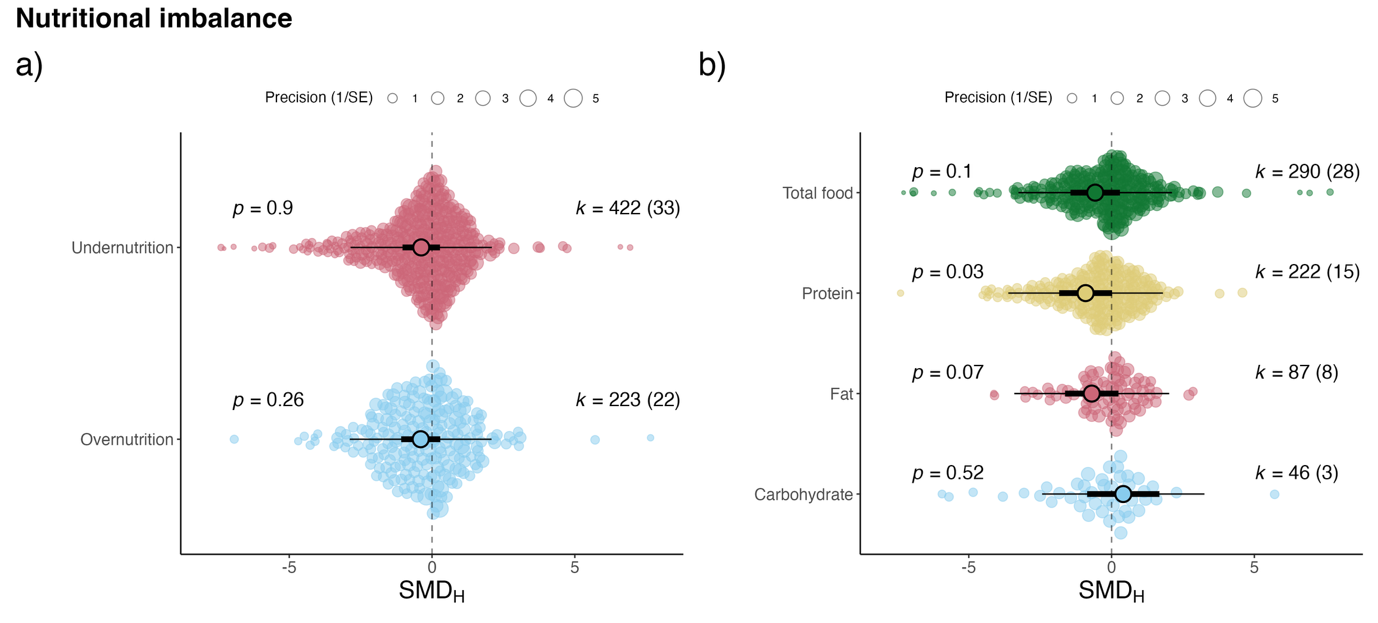 Nutritional imbalance
a)
Precision (1/SE) 1 2 3 4 5
p = 0.9
k = 422 (33)
Undernutrition
p = 0.26
k = 223 (22)
Overnutrition
-5 0 5
SMDH
b)
Precision (1/SE) 1 2 3 4 5
p = 0.1
k = 290 (28)
Total food
p = 0.03
k = 222 (15)
Protein
p = 0.07
k = 87 (8)
Fat
p = 0.52
k = 46 (3)
Carbohydrate
-5 0 5
SMDH